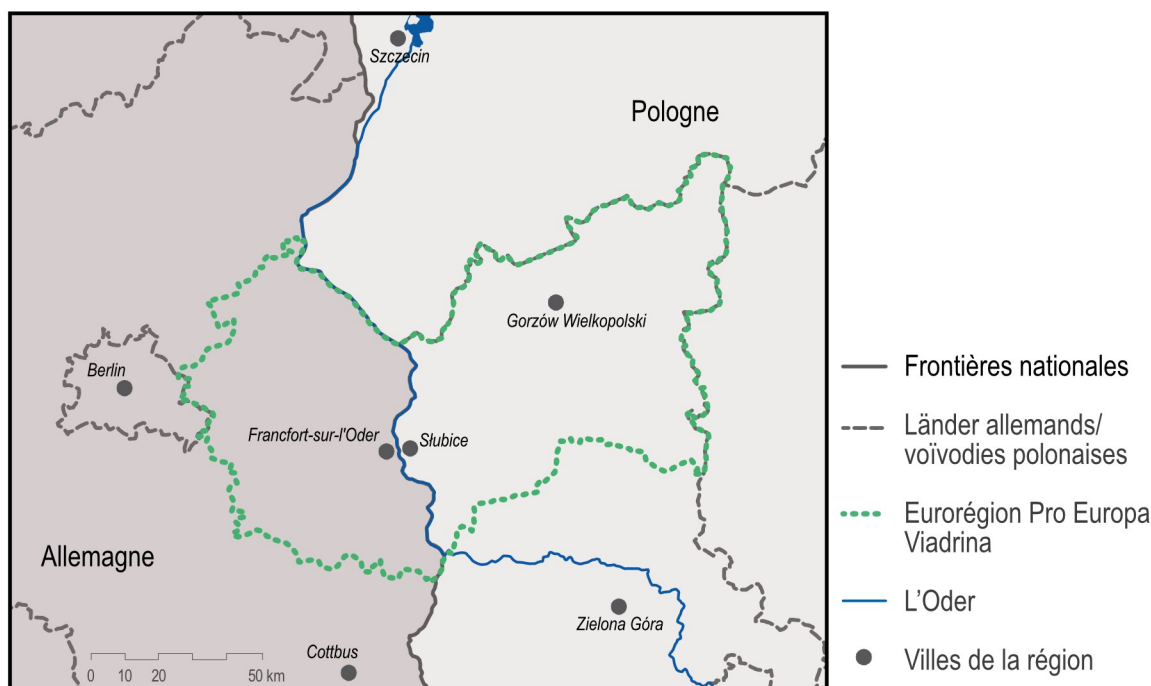 Szczecin
Pologne
Gorzów Wielkopolski
Berlin
Francfort-sur-l'Oder
Słubice
Allemagne
Zielona Góra
Cottbus
0 10 20 50 km
Frontières nationales
Länder allemands/
voïvodies polonaises
Eurorégion Pro Europa
Viadrina
L'Oder
Villes de la région